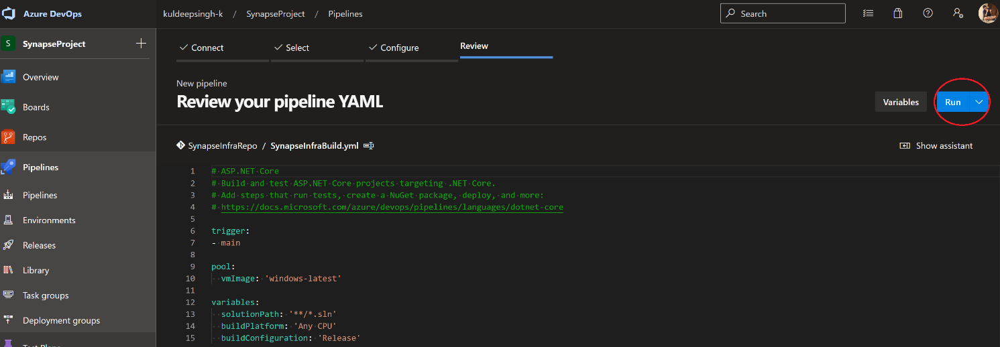 Azure DevOps
kuldeepsingh-k / SynapseProject / Pipelines
Search
S SynapseProject
Overview
Boards
Repos
Pipelines
Pipelines
Environments
Releases
Library
Task groups
Deployment groups
Connect
Select
Configure
Review
New pipeline
Review your pipeline YAML
Variables
Run
SynapseInfraRepo / SynapseInfraBuild.yml
Show assistant
1 # ASP.NET Core
2 # Build and test ASP.NET Core projects targeting .NET Core.
3 # Add steps that run tests, create a NuGet package, deploy, and more:
4 # https://docs.microsoft.com/azure/devops/pipelines/languages/dotnet-core
5
6 trigger:
7 - main
8
9 pool:
10 vmImage: 'windows-latest'
11
12 variables:
13 solutionPath: '**/*.sln'
14 buildPlatform: 'Any CPU'
15 buildConfiguration: 'Release'